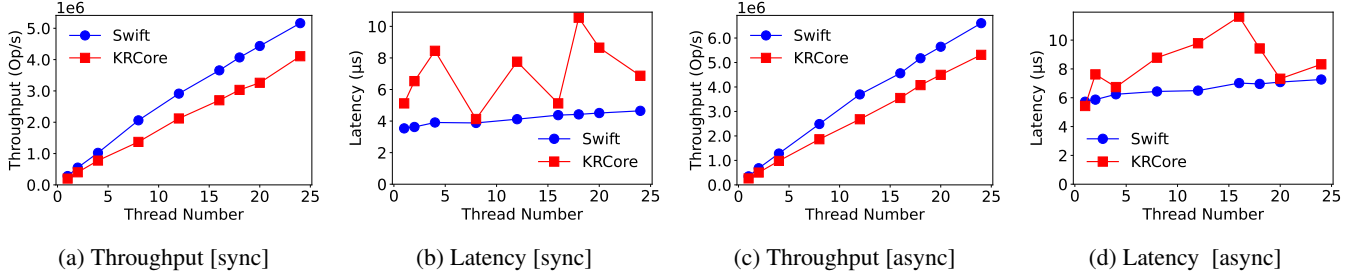 1e6
Throughput (Op/s)
5.0
4.0
3.0
2.0
1.0
0.0
Swift
KRCore
0 5 10 15 20 25
Thread Number
(a) Throughput [sync]
Latency (µs)
10
8
6
4
2
0
Swift
KRCore
0 5 10 15 20 25
Thread Number
(b) Latency [sync]
1e6
Throughput (Op/s)
6.0
5.0
4.0
3.0
2.0
1.0
0.0
Swift
KRCore
0 5 10 15 20 25
Thread Number
(c) Throughput [async]
Latency (µs)
10
8
6
4
2
0
Swift
KRCore
0 5 10 15 20 25
Thread Number
(d) Latency [async]